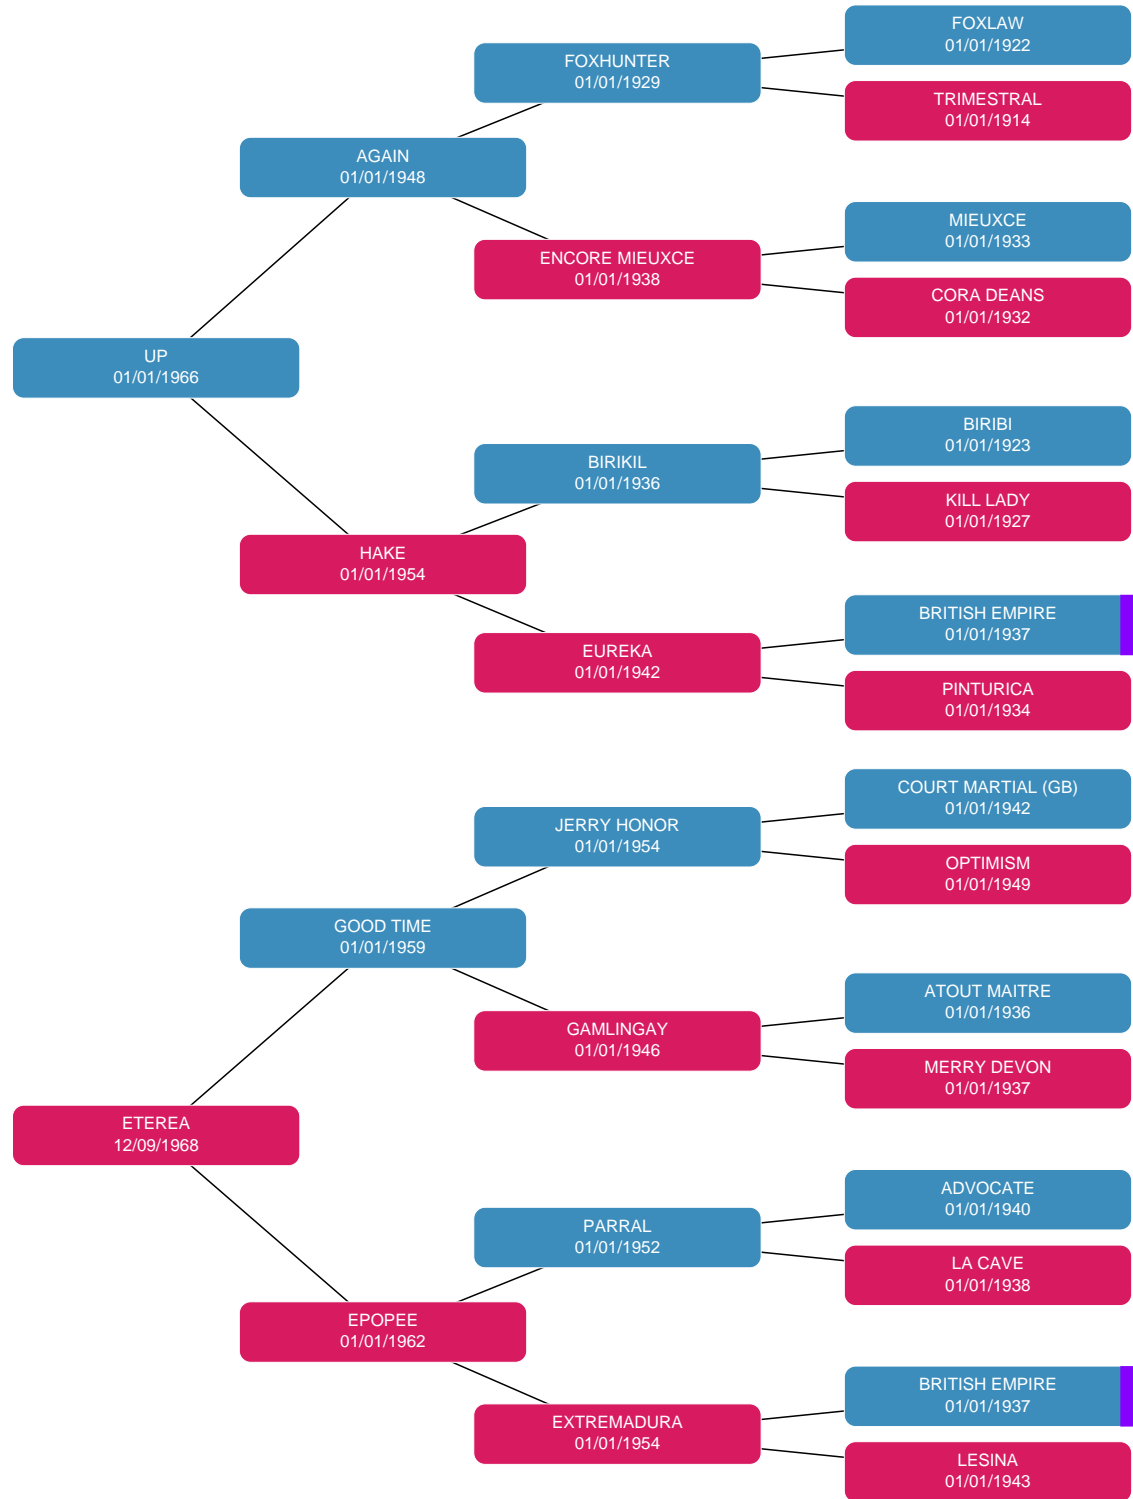 FOXLAW
01/01/1922
FOXHUNTER
01/01/1929
TRIMESTRAL
01/01/1914
AGAIN
01/01/1948
MIEUXCE
01/01/1933
ENCORE MIEUXCE
01/01/1938
CORA DEANS
01/01/1932
UP
01/01/1966
BIRIBI
01/01/1923
BIRIKIL
01/01/1936
KILL LADY
01/01/1927
HAKE
01/01/1954
BRITISH EMPIRE
01/01/1937
EUREKA
01/01/1942
PINTURICA
01/01/1934
COURT MARTIAL (GB)
01/01/1942
JERRY HONOR
01/01/1954
OPTIMISM
01/01/1949
GOOD TIME
01/01/1959
ATOUT MAITRE
01/01/1936
GAMLINGAY
01/01/1946
MERRY DEVON
01/01/1937
ETEREA
12/09/1968
ADVOCATE
01/01/1940
PARRAL
01/01/1952
LA CAVE
01/01/1938
EPOPEE
01/01/1962
BRITISH EMPIRE
01/01/1937
EXTREMADURA
01/01/1954
LESINA
01/01/1943